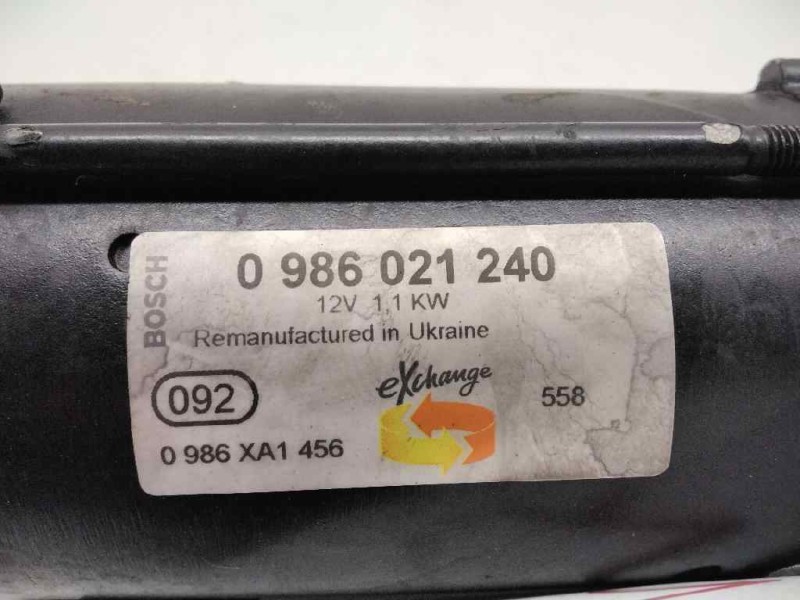 BOSCH
0 986 021 240
12V 1,1 KW
Remanufactured in Ukraine
eXchange
092
558
0 986 XA1 456